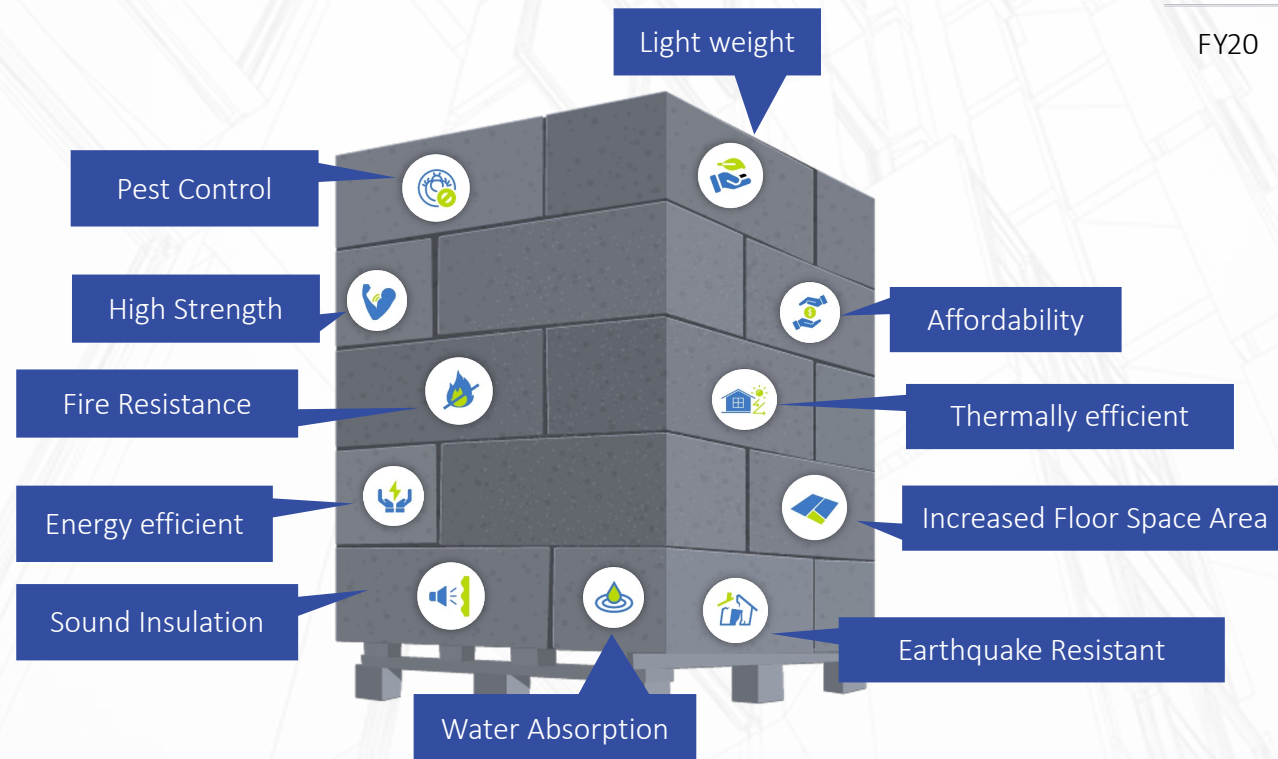 Light weight
FY20
Pest Control
High Strength
Affordability
Fire Resistance
Thermally efficient
Energy efficient
Increased Floor Space Area
Sound Insulation
Earthquake Resistant
Water Absorption